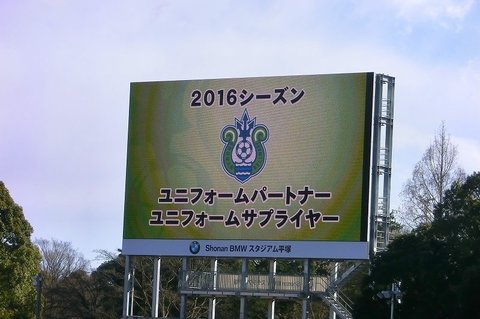 2016シーズン
ユニフォームパートナー
ユニフォームサプライヤー
Shonan BMW スタジアム平塚